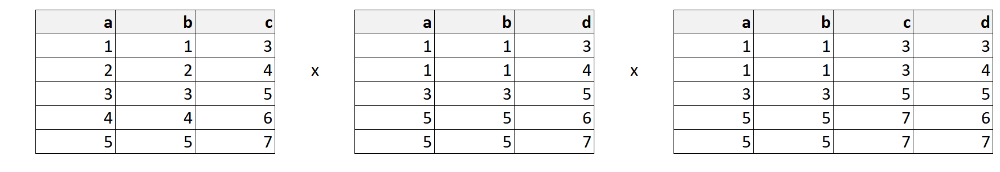 a b c a b d a b c d
1 1 3 1 1 3 1 1 3 3
2 2 4 x 1 1 4 x 1 1 3 4
3 3 5 3 3 5 3 3 5 5
4 4 6 5 5 6 5 5 7 6
5 5 7 5 5 7 5 5 7 7